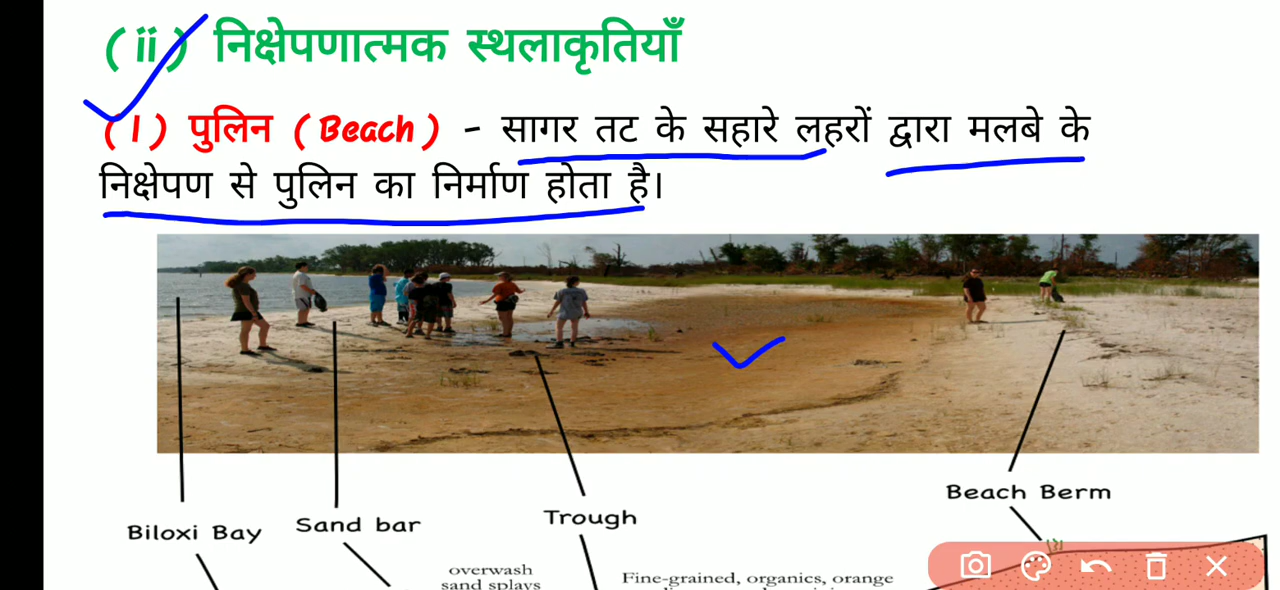 (ii) निक्षेपणात्मक स्थलाकृतियाँ
(1) पुलिन (Beach) - सागर तट के सहारे लहरों द्वारा मलबे के
निक्षेपण से पुलिन का निर्माण होता है।
Beach Berm
Biloxi Bay Sand bar Trough
overwash
sand splays
Fine-grained, organics, orange